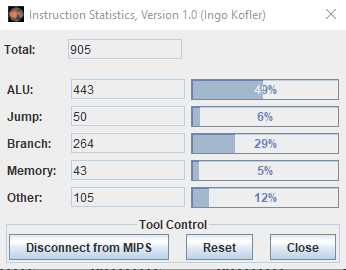 Instruction Statistics, Version 1.0 (Ingo Kofler)
Total: 905
ALU: 443 49%
Jump: 50 6%
Branch: 264 29%
Memory: 43 5%
Other: 105 12%
Tool Control
Disconnect from MIPS Reset Close